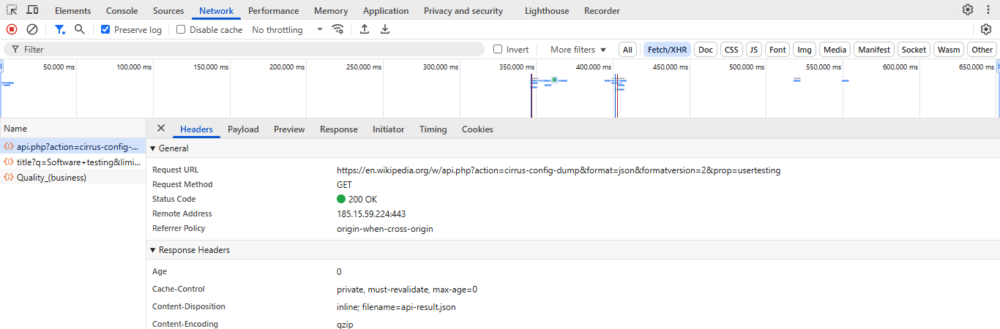 Elements Console Sources Network Performance Memory Application Privacy and security Lighthouse Recorder
Preserve log Disable cache No throttling
Filter Invert More filters All Fetch/XHR Doc CSS JS Font Img Media Manifest Socket Wasm Other
50,000 ms 100,000 ms 150,000 ms 200,000 ms 250,000 ms 300,000 ms 350,000 ms 400,000 ms 450,000 ms 500,000 ms 550,000 ms 600,000 ms 650,000 ms
Name Headers Payload Preview Response Initiator Timing Cookies
api.php?action=cirrus-config-...
title?q=Software+testing&limi...
Quality_(business)
General
Request URL https://en.wikipedia.org/w/api.php?action=cirrus-config-dump&format=json&formatversion=2&prop=usertesting
Request Method GET
Status Code 200 OK
Remote Address 185.15.59.224:443
Referrer Policy origin-when-cross-origin
Response Headers
Age 0
Cache-Control private, must-revalidate, max-age=0
Content-Disposition inline; filename=api-result.json
Content-Encoding gzip